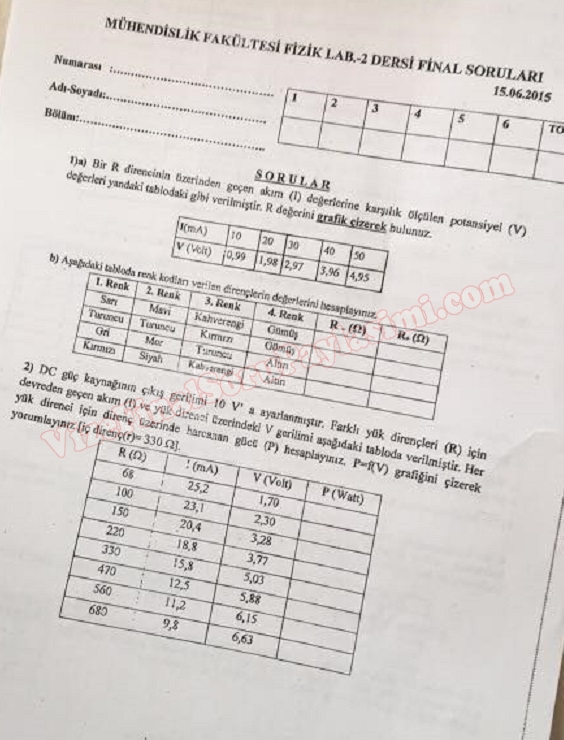 MÜHENDİSLİK FAKÜLTESİ FİZİK LAB.-2 DERSİ FİNAL SORULARI
15.06.2015
Numarası :
Adı-Soyadı:
Bölüm:
1 2 3 4 5 6 TO
SORULAR
1)a) Bir R direncinin üzerinden geçen akım (I) değerlerine karşılık ölçülen potansiyel (V)
değerleri yandaki tablodaki gibi verilmiştir. R değerini grafik çizerek bulunuz.
I(mA) 10 20 30 40 50
V (Volt) 0,99 1,98 2,97 3,96 4,95
b) Aşağıdaki tabloda renk kodları verilen dirençlerin değerlerini hesaplayınız.
1. Renk 2. Renk 3. Renk 4. Renk R (Ω) R (Ω)
Sarı Mavi Kahverengi Gümüş
Turuncu Turuncu Kırmızı Gümüş
Gri Mor Turuncu Altın
Kırmızı Siyah Kahverengi Altın
2) DC güç kaynağının çıkış gerilimi 10 V' a ayarlanmıştır. Farklı yük dirençleri (R) için
devreden geçen akım (I) ve yük direnci üzerindeki V gerilimi aşağıdaki tabloda verilmiştir. Her
yük direnci için direnç üzerinde harcanan gücü (P) hesaplayınız. P=f(V) grafiğini çizerek
yorumlayınız [iç direnç(r)= 330 Ω].
R (Ω) I (mA) V (Volt) P (Watt)
68 25,2 1,70
100 23,1 2,30
150 20,4 3,28
220 18,8 3,77
330 15,8 5,03
470 12,5 5,88
560 11,2 6,15
680 9,8 6,63